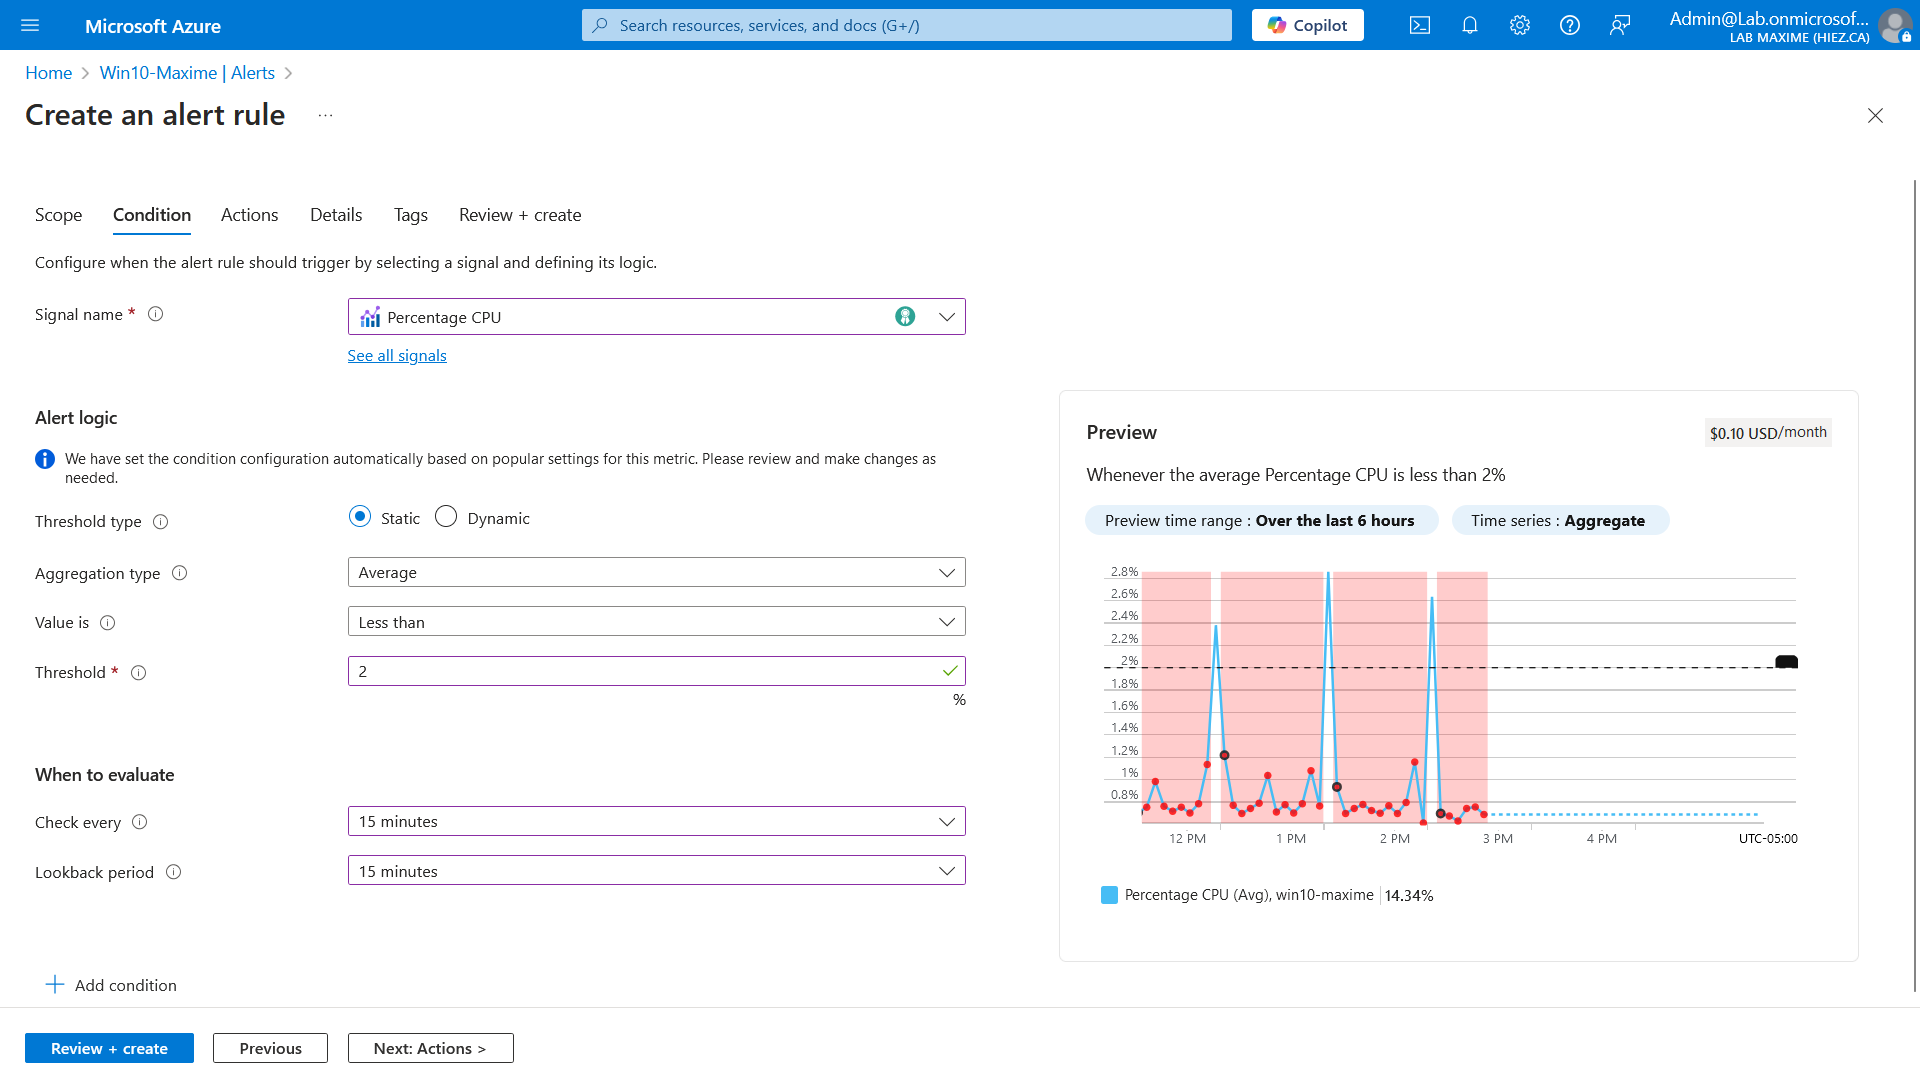 Microsoft Azure
Search resources, services, and docs (G+/)
Copilot
Admin@Lab.onmicrosof...
LAB MAXIME (HIEZ.CA)
Home > Win10-Maxime | Alerts >
Create an alert rule ...
Scope Condition Actions Details Tags Review + create
Configure when the alert rule should trigger by selecting a signal and defining its logic.
Signal name *
Percentage CPU
See all signals
Alert logic
We have set the condition configuration automatically based on popular settings for this metric. Please review and make changes as
needed.
Threshold type
Static Dynamic
Aggregation type
Average
Value is
Less than
Threshold *
2
%
When to evaluate
Check every
15 minutes
Lookback period
15 minutes
Add condition
Preview
$0.10 USD/month
Whenever the average Percentage CPU is less than 2%
Preview time range : Over the last 6 hours
Time series : Aggregate
2.8%
2.6%
2.4%
2.2%
2%
1.8%
1.6%
1.4%
1.2%
1%
0.8%
12 PM 1 PM 2 PM 3 PM 4 PM UTC-05:00
Percentage CPU (Avg), win10-maxime | 14.34%
Review + create
Previous
Next: Actions >